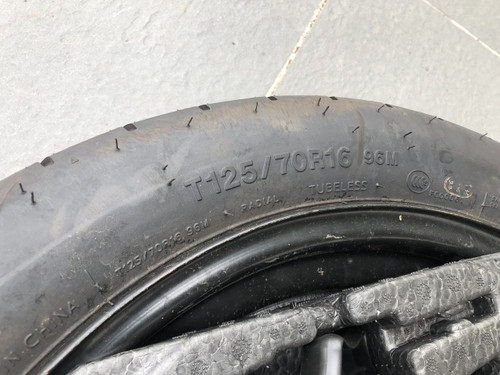 T125/70R16 96M
RADIAL TUBELESS
T125/70R16 96M
N CHINA